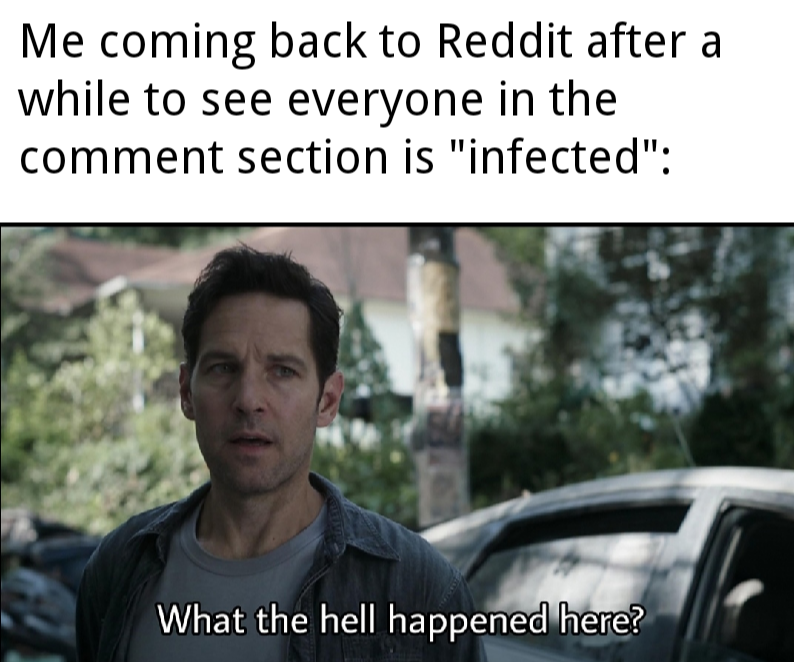 Me coming back to Reddit after a
while to see everyone in the
comment section is "infected":
What the hell happened here?